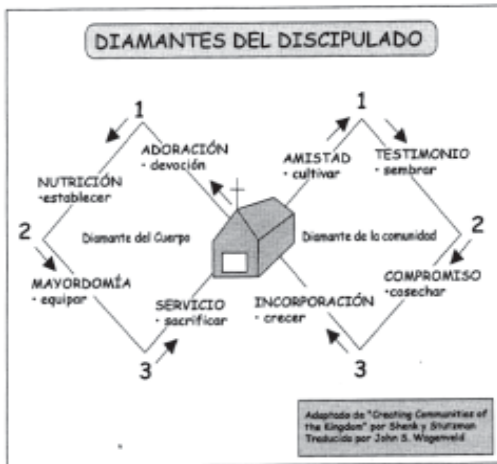 DIAMANTES DEL DISCIPULADO
1
ADORACIÓN
· devoción
NUTRICIÓN
·establecer
2
Diamante del Cuerpo
MAYORDOMÍA
· equipar
SERVICIO
· sacrificar
3
1
AMISTAD
· cultivar
TESTIMONIO
· sembrar
2
Diamante de la comunidad
COMPROMISO
·cosechar
INCORPORACIÓN
· crecer
3
Adaptado de "Creating Communities of
the Kingdom" por Shenk y Stutzman
Traducida por John S. Wagenveld